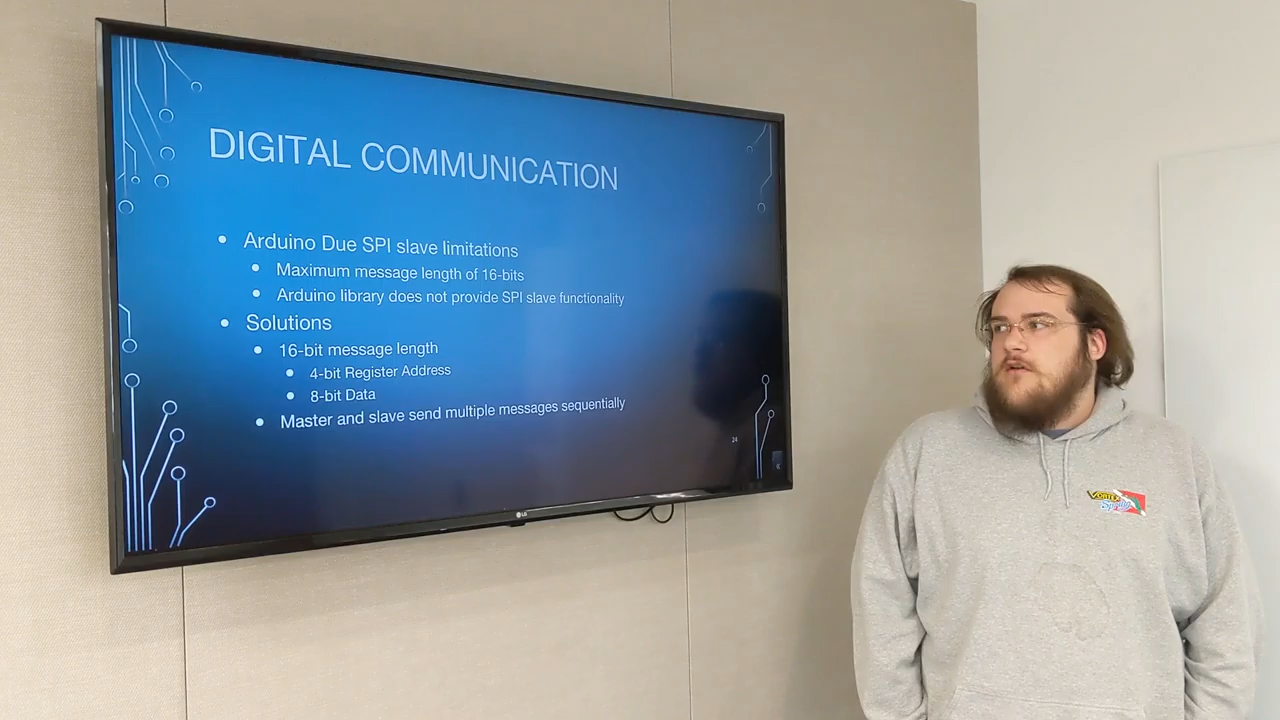 DIGITAL COMMUNICATION
• Arduino Due SPI slave limitations
• Maximum message length of 16-bits
• Arduino library does not provide SPI slave functionality
• Solutions
• 16-bit message length
• 4-bit Register Address
• 8-bit Data
• Master and slave send multiple messages sequentially
24
LG
Vortex
Spring